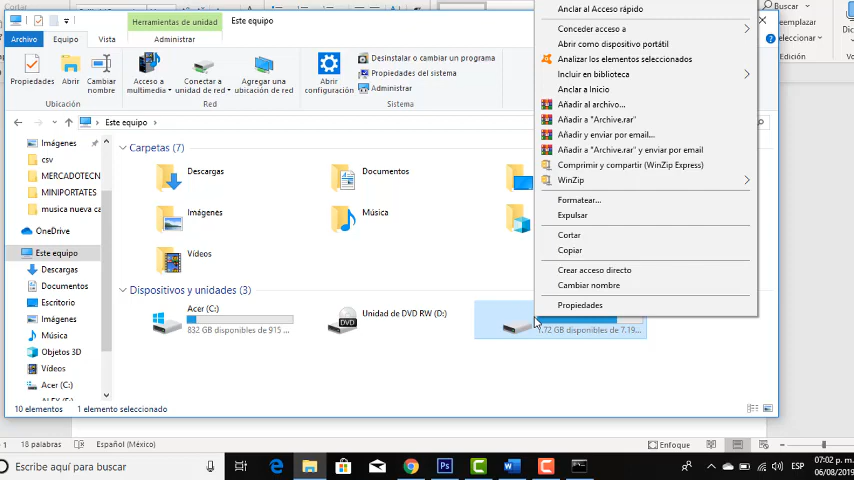 Cortar
Buscar
Reemplazar
Seleccionar
Herramientas de unidad
Este equipo
Archivo
Equipo
Vista
Administrar
Propiedades
Abrir
Cambiar nombre
Ubicación
Acceder a multimedia
Conectar a unidad de red
Agregar una ubicación de red
Red
Abrir configuración
Desinstalar o cambiar un programa
Propiedades del sistema
Administrar
Sistema
Este equipo
Imágenes
csv
MERCADOTECN
MINIPORTATES
musica nueva ca
OneDrive
Este equipo
Descargas
Documentos
Escritorio
Imágenes
Música
Objetos 3D
Vídeos
Acer (C:)
Carpetas (7)
Descargas
Documentos
Imágenes
Música
Vídeos
Dispositivos y unidades (3)
Acer (C:)
832 GB disponibles de 915 ...
Unidad de DVD RW (D:)
DVD
1.72 GB disponibles de 7.19...
Anclar al Acceso rápido
Conceder acceso a
Abrir como dispositivo portátil
Analizar los elementos seleccionados
Incluir en biblioteca
Anclar a Inicio
Añadir al archivo...
Añadir a "Archive.rar"
Añadir y enviar por email...
Añadir a "Archive.rar" y enviar por email
Comprimir y compartir (WinZip Express)
WinZip
Formatear...
Expulsar
Cortar
Copiar
Crear acceso directo
Cambiar nombre
Propiedades
10 elementos
1 elemento seleccionado
1
18 palabras
Español (México)
Enfoque
Escribe aquí para buscar
Ps
ESP
07:02 p. m.
06/08/2019